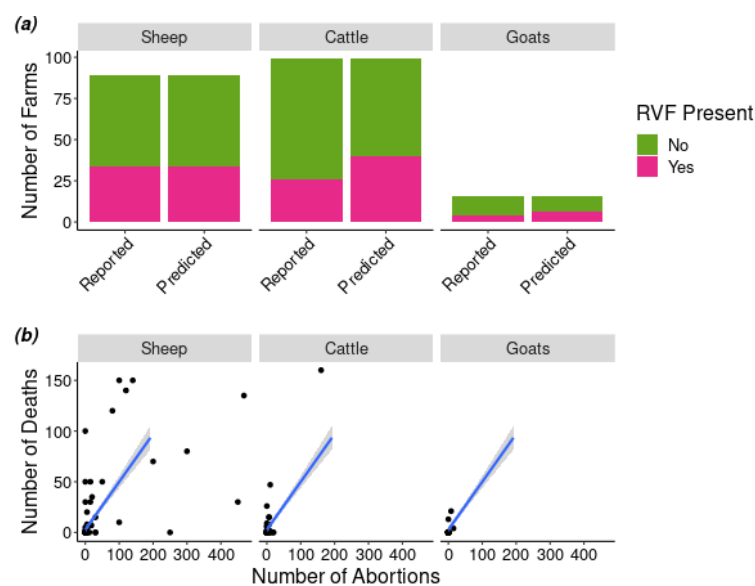 (a)
Sheep Cattle Goats
Number of Farms
100
75
50
25
0
Reported Predicted Reported Predicted Reported Predicted
RVF Present
No
Yes
(b)
Sheep Cattle Goats
Number of Deaths
150
100
50
0
0 100 200 300 400 0 100 200 300 400 0 100 200 300 400
Number of Abortions